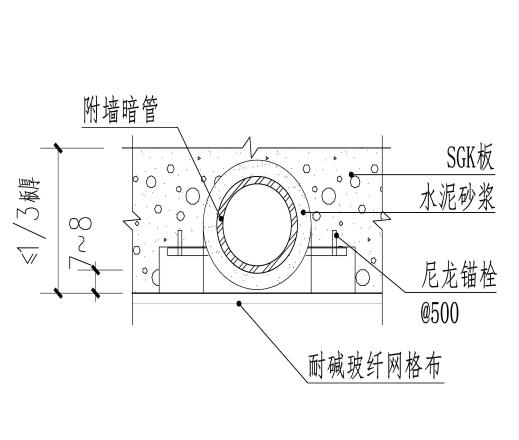 附墙暗管
SGK板
水泥砂浆
≤1/3板厚
7~8
尼龙锚栓
@500
耐碱玻纤网格布